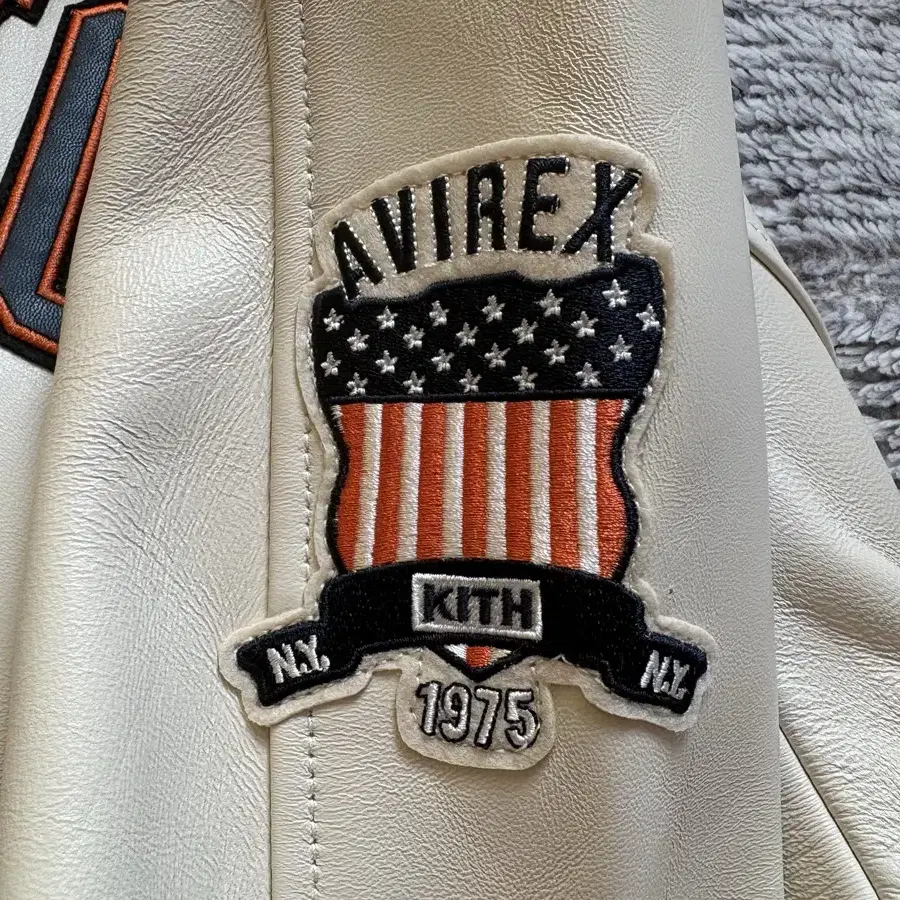 AVIREX
KITH
N.Y.
N.Y.
1975